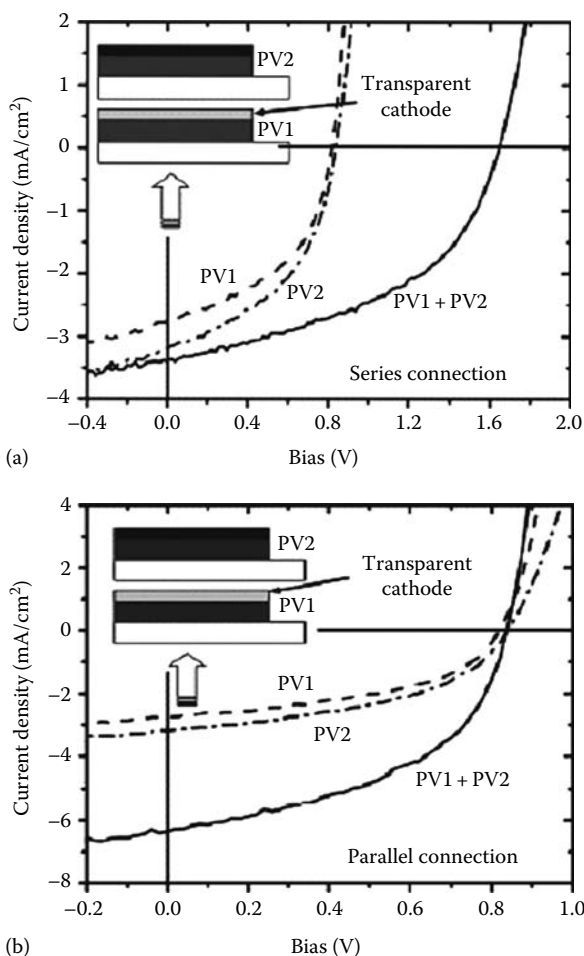 2
1
0
−1
−2
−3
−4
−0.4
0.0
0.4
0.8
1.2
1.6
2.0
Current density (mA/cm²)
Bias (V)
PV2
Transparent
cathode
PV1
PV1
PV2
PV1 + PV2
Series connection
(a)
4
2
0
−2
−4
−6
−8
−0.2
0.0
0.2
0.4
0.6
0.8
1.0
Current density (mA/cm²)
Bias (V)
PV2
Transparent
cathode
PV1
PV1
PV2
PV1 + PV2
Parallel connection
(b)